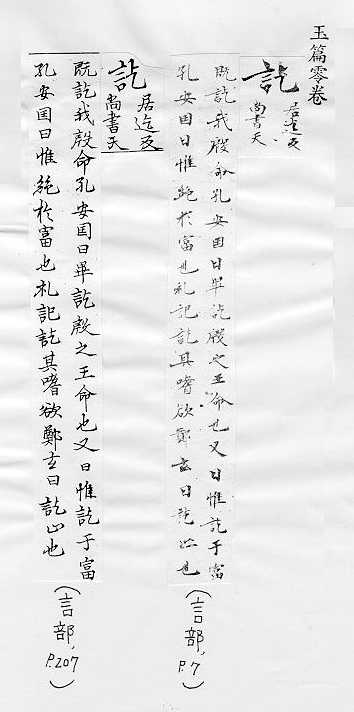 玉篇零卷
訖 居迄反
尚書天
既訖我殷命孔安国曰畢訖殷之王命也又曰惟訖于富
孔安国曰惟絶於富也礼記訖其嗜欲鄭玄曰訖止也
(言部, P.7)
訖 居迄反
尚書天
既訖我殷命孔安国曰畢訖殷之王命也又曰惟訖于富
孔安国曰惟絶於富也礼記訖其嗜欲鄭玄曰訖止也
(言部, P.207)